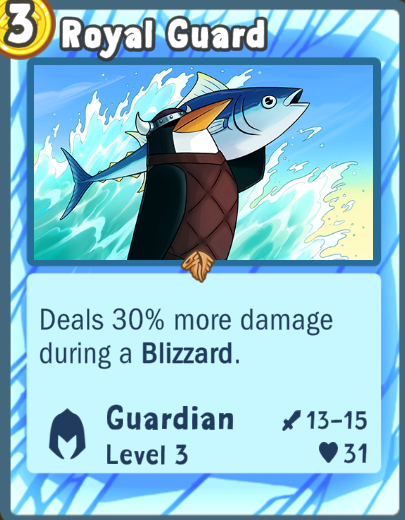 3 Royal Guard
Deals 30% more damage
during a Blizzard.
Guardian 13–15
Level 3 31